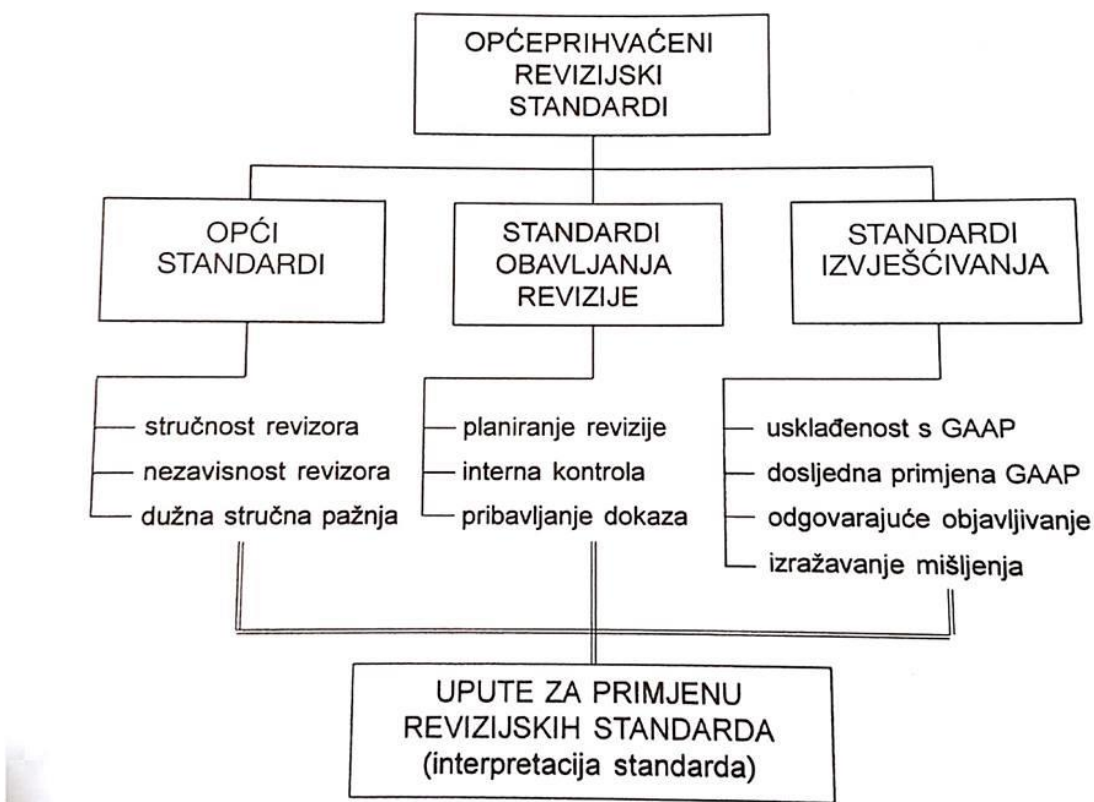 OPĆEPRIHVAĆENI
REVIZIJSKI
STANDARDI
OPĆI
STANDARDI
STANDARDI
OBAVLJANJA
REVIZIJE
STANDARDI
IZVJEŠĆIVANJA
stručnost revizora
nezavisnost revizora
dužna stručna pažnja
planiranje revizije
interna kontrola
pribavljanje dokaza
usklađenost s GAAP
dosljedna primjena GAAP
odgovarajuće objavljivanje
izražavanje mišljenja
UPUTE ZA PRIMJENU
REVIZIJSKIH STANDARDA
(interpretacija standarda)